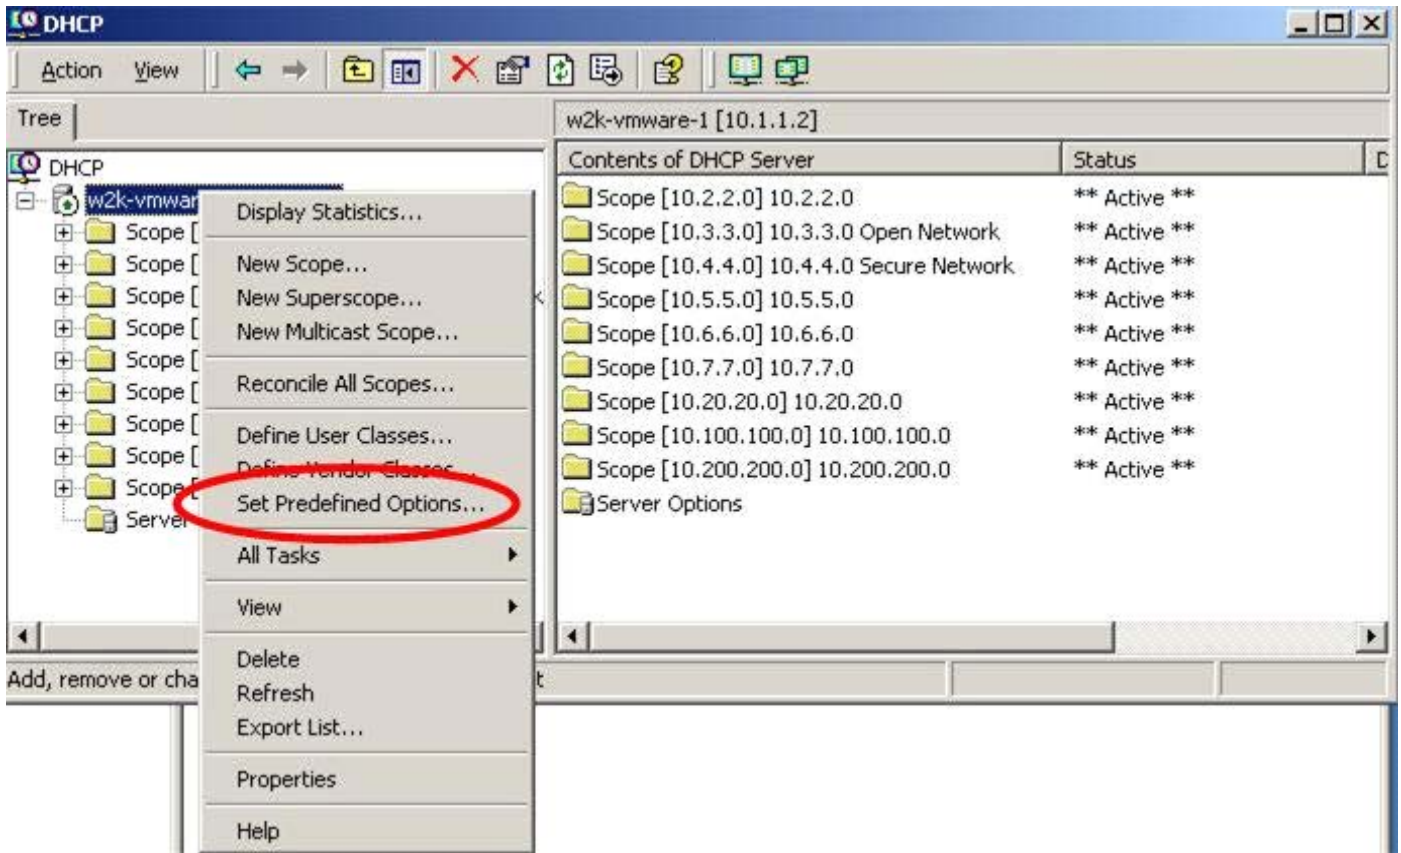 DHCP
Action View
Tree
w2k-vmware-1 [10.1.1.2]
DHCP
w2k-vmwar
Scope [
Scope [
Scope [
Scope [
Scope [
Scope [
Scope [
Scope [
Scope [
Server
Display Statistics...
New Scope...
New Superscope...
New Multicast Scope...
Reconcile All Scopes...
Define User Classes...
Define Vendor Classes...
Set Predefined Options...
All Tasks
View
Delete
Refresh
Export List...
Properties
Help
Contents of DHCP Server Status D
Scope [10.2.2.0] 10.2.2.0 ** Active **
Scope [10.3.3.0] 10.3.3.0 Open Network ** Active **
Scope [10.4.4.0] 10.4.4.0 Secure Network ** Active **
Scope [10.5.5.0] 10.5.5.0 ** Active **
Scope [10.6.6.0] 10.6.6.0 ** Active **
Scope [10.7.7.0] 10.7.7.0 ** Active **
Scope [10.20.20.0] 10.20.20.0 ** Active **
Scope [10.100.100.0] 10.100.100.0 ** Active **
Scope [10.200.200.0] 10.200.200.0 ** Active **
Server Options
Add, remove or cha